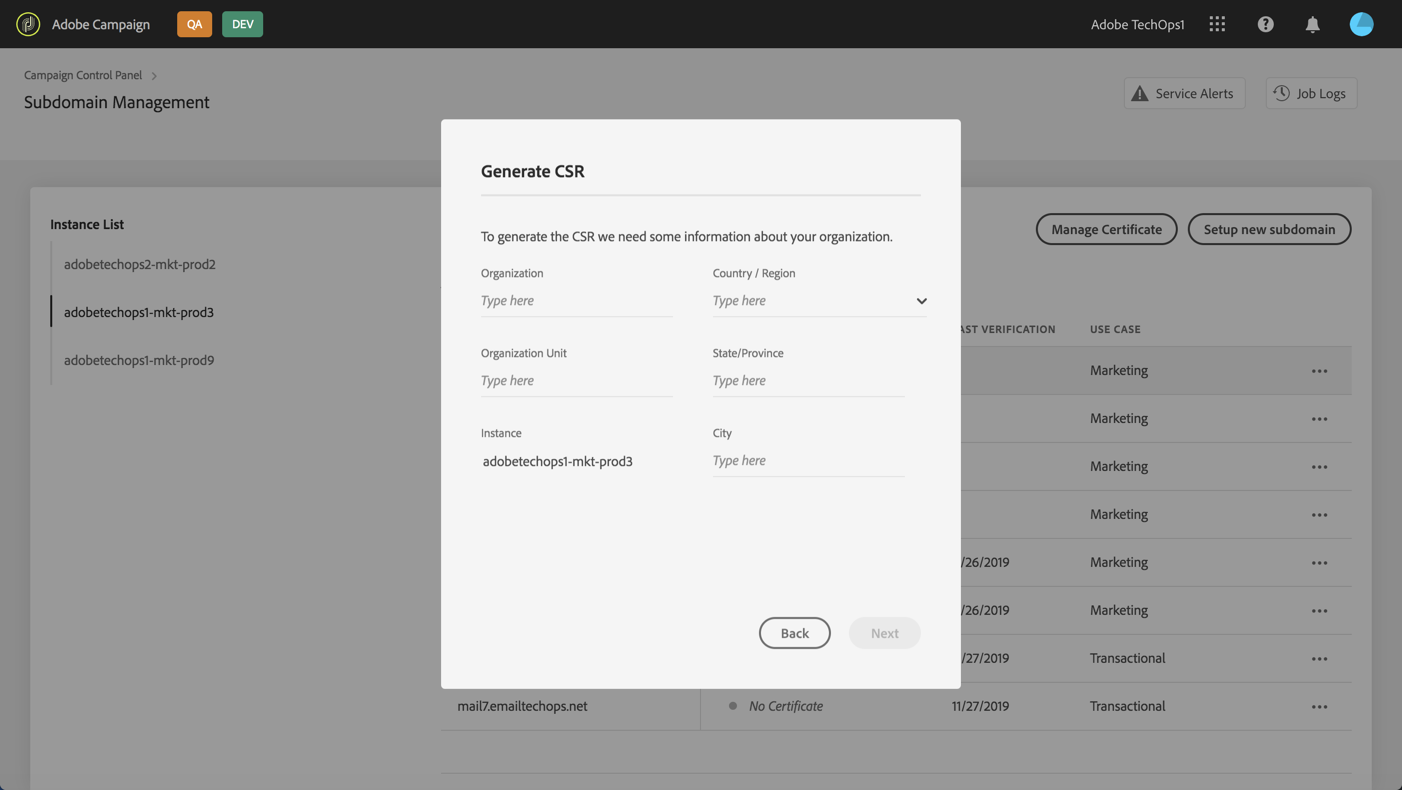 Adobe Campaign QA DEV Adobe TechOps1
Campaign Control Panel
Subdomain Management
Service Alerts Job Logs
Generate CSR
To generate the CSR we need some information about your organization.
Organization Country / Region
Type here Type here
Organization Unit State/Province
Type here Type here
Instance City
adobetechops1-mkt-prod3 Type here
Back Next
Instance List
adobetechops2-mkt-prod2
adobetechops1-mkt-prod3
adobetechops1-mkt-prod9
Manage Certificate Setup new subdomain
VERIFICATION USE CASE
Marketing
Marketing
Marketing
Marketing
/26/2019 Marketing
/26/2019 Marketing
/27/2019 Transactional
mail7.emailtechops.net No Certificate 11/27/2019 Transactional